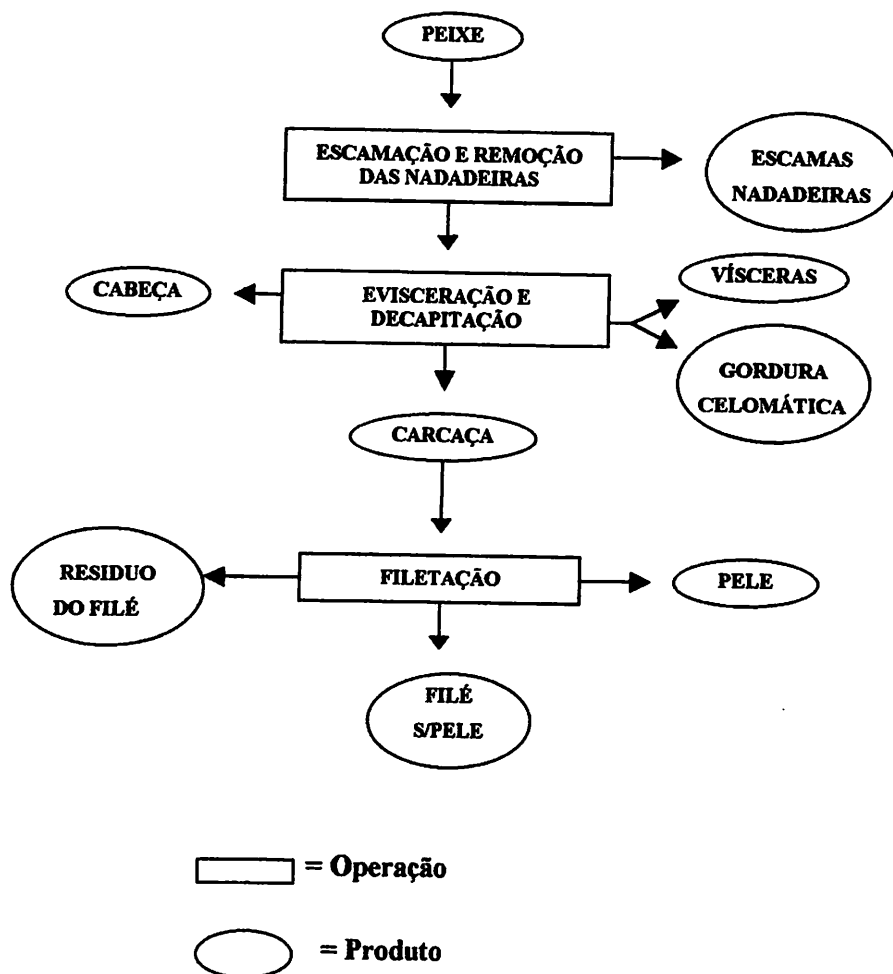 PEIXE
ESCAMAÇÃO E REMOÇÃO
DAS NADADEIRAS
ESCAMAS
NADADEIRAS
CABEÇA
EVISCERAÇÃO E
DECAPITAÇÃO
VÍSCERAS
GORDURA
CELOMÁTICA
CARCAÇA
RESIDUO
DO FILÉ
FILETAÇÃO
PELE
FILÉ
S/PELE
= Operação
= Produto